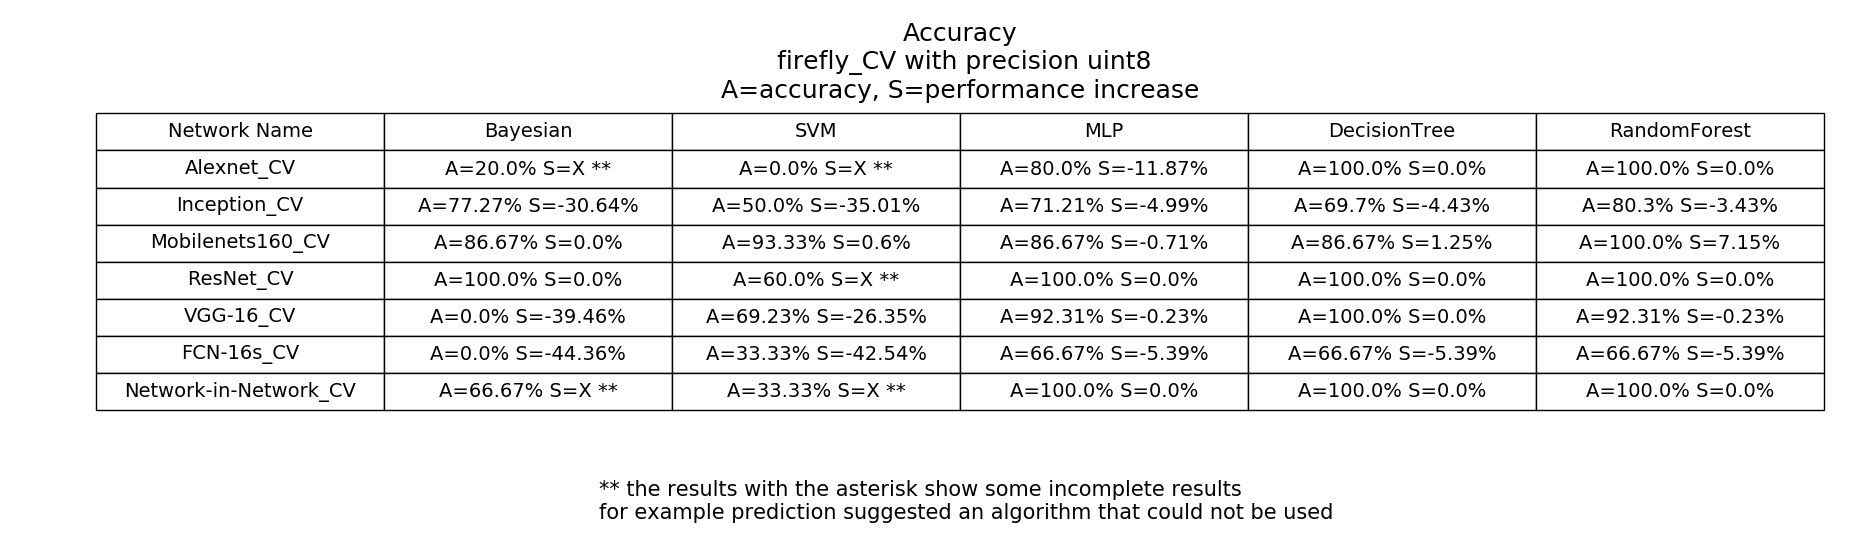 Accuracy
firefly_CV with precision uint8
A=accuracy, S=performance increase
Network Name Bayesian SVM MLP DecisionTree RandomForest
Alexnet_CV A=20.0% S=X ** A=0.0% S=X ** A=80.0% S=-11.87% A=100.0% S=0.0% A=100.0% S=0.0%
Inception_CV A=77.27% S=-30.64% A=50.0% S=-35.01% A=71.21% S=-4.99% A=69.7% S=-4.43% A=80.3% S=-3.43%
Mobilenets160_CV A=86.67% S=0.0% A=93.33% S=0.6% A=86.67% S=-0.71% A=86.67% S=1.25% A=100.0% S=7.15%
ResNet_CV A=100.0% S=0.0% A=60.0% S=X ** A=100.0% S=0.0% A=100.0% S=0.0% A=100.0% S=0.0%
VGG-16_CV A=0.0% S=-39.46% A=69.23% S=-26.35% A=92.31% S=-0.23% A=100.0% S=0.0% A=92.31% S=-0.23%
FCN-16s_CV A=0.0% S=-44.36% A=33.33% S=-42.54% A=66.67% S=-5.39% A=66.67% S=-5.39% A=66.67% S=-5.39%
Network-in-Network_CV A=66.67% S=X ** A=33.33% S=X ** A=100.0% S=0.0% A=100.0% S=0.0% A=100.0% S=0.0%
** the results with the asterisk show some incomplete results
for example prediction suggested an algorithm that could not be used